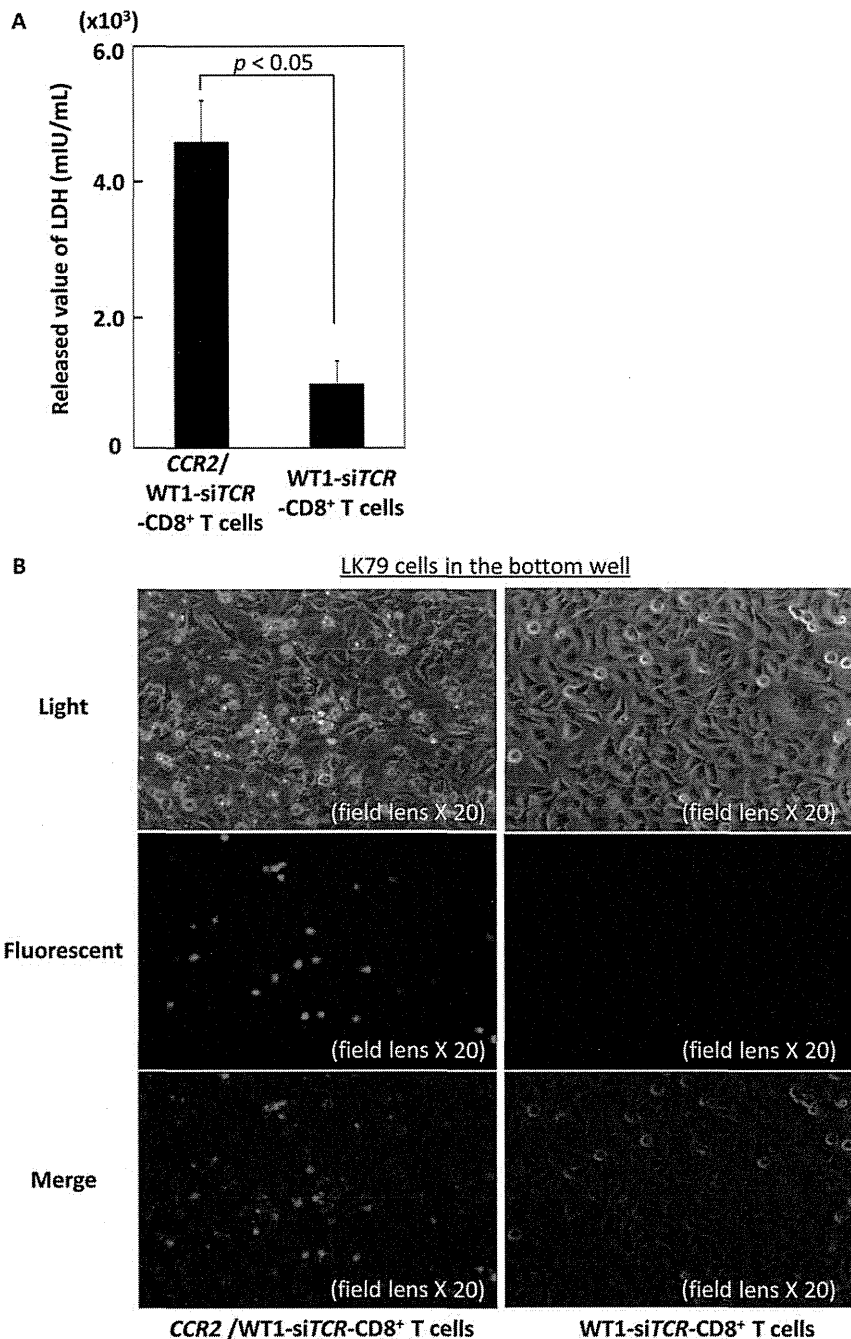 A
(x10³)
6.0
p < 0.05
4.0
2.0
0
Released value of LDH (mIU/mL)
CCR2/
WT1-siTCR
-CD8⁺ T cells
WT1-siTCR
-CD8⁺ T cells
B
LK79 cells in the bottom well
Light
(field lens X 20)
(field lens X 20)
Fluorescent
(field lens X 20)
(field lens X 20)
Merge
(field lens X 20)
(field lens X 20)
CCR2 /WT1-siTCR-CD8⁺ T cells
WT1-siTCR-CD8⁺ T cells